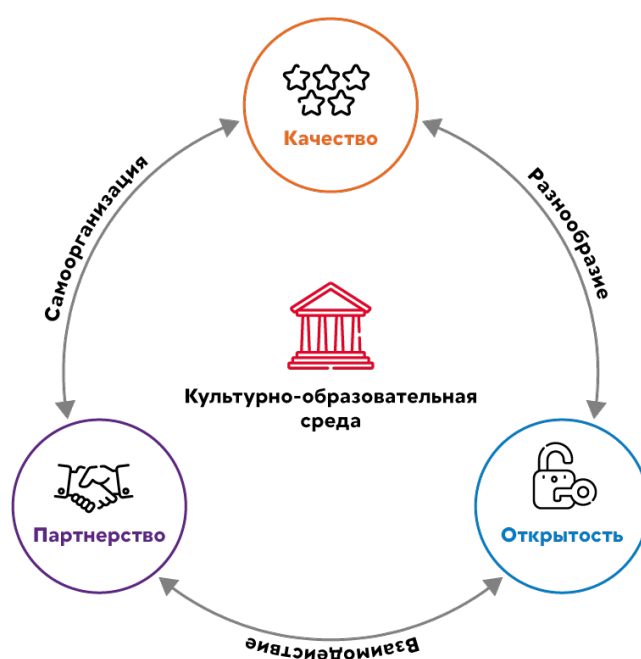 Качество
Самоорганизация
Разнообразие
Культурно-образовательная
среда
Партнерство
Открытость
Взаимодействие